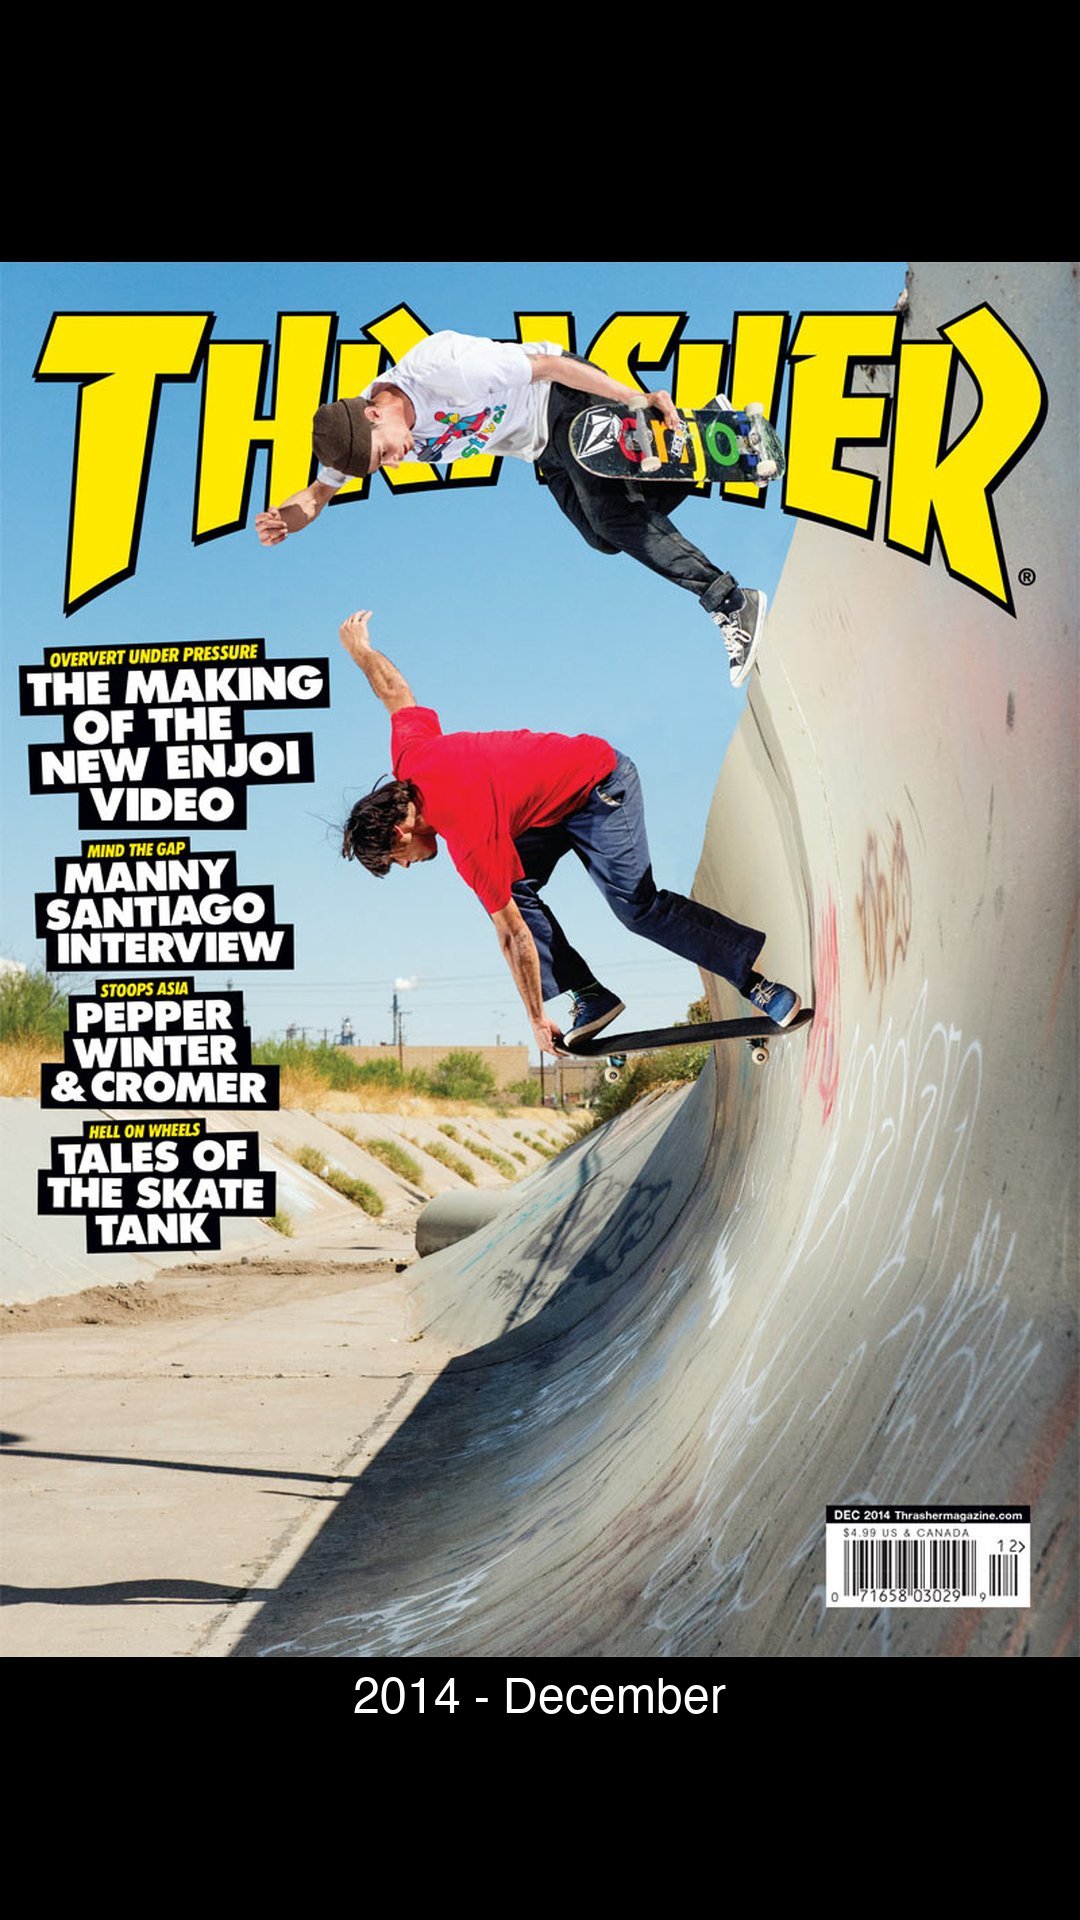 THRASHER
®
enjoi
OVERVERT UNDER PRESSURE
THE MAKING
OF THE
NEW ENJOI
VIDEO
MIND THE GAP
MANNY
SANTIAGO
INTERVIEW
STOOPS ASIA
PEPPER
WINTER
& CROMER
HELL ON WHEELS
TALES OF
THE SKATE
TANK
DEC 2014 Thrashermagazine.com
$4.99 US & CANADA
12>
0 71658 03029 9
2014 - December